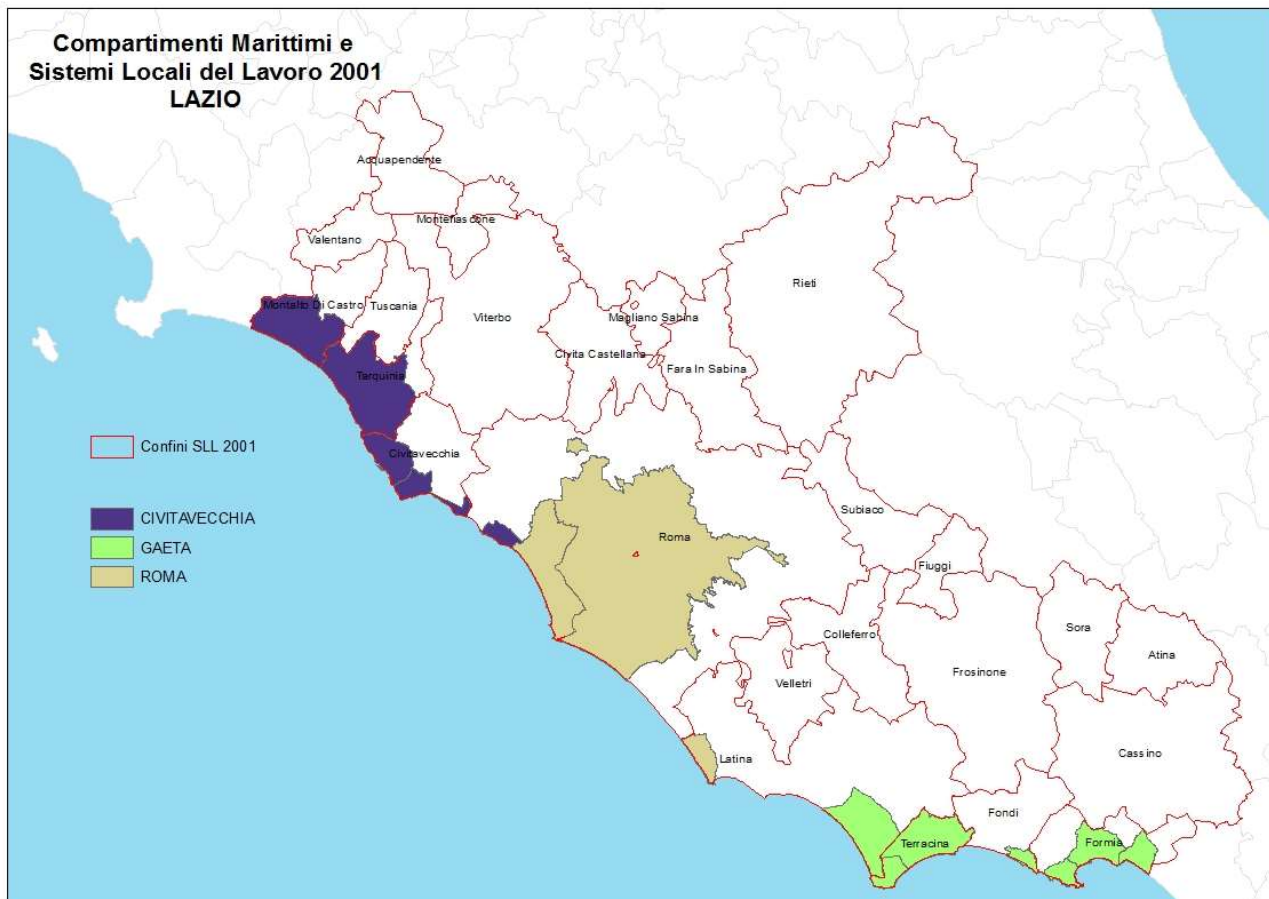 Compartimenti Marittimi e
Sistemi Locali del Lavoro 2001
LAZIO
Acquapendente
Montefiascone
Valentano
Montalto Di Castro
Tuscania
Viterbo
Magliano Sabina
Rieti
Civita Castellana
Fara In Sabina
Tarquinia
Confini SLL 2001
Civitavecchia
CIVITAVECCHIA
GAETA
ROMA
Roma
Subiaco
Fiuggi
Colleferro
Sora
Atina
Velletri
Frosinone
Latina
Cassino
Fondi
Terracina
Formia